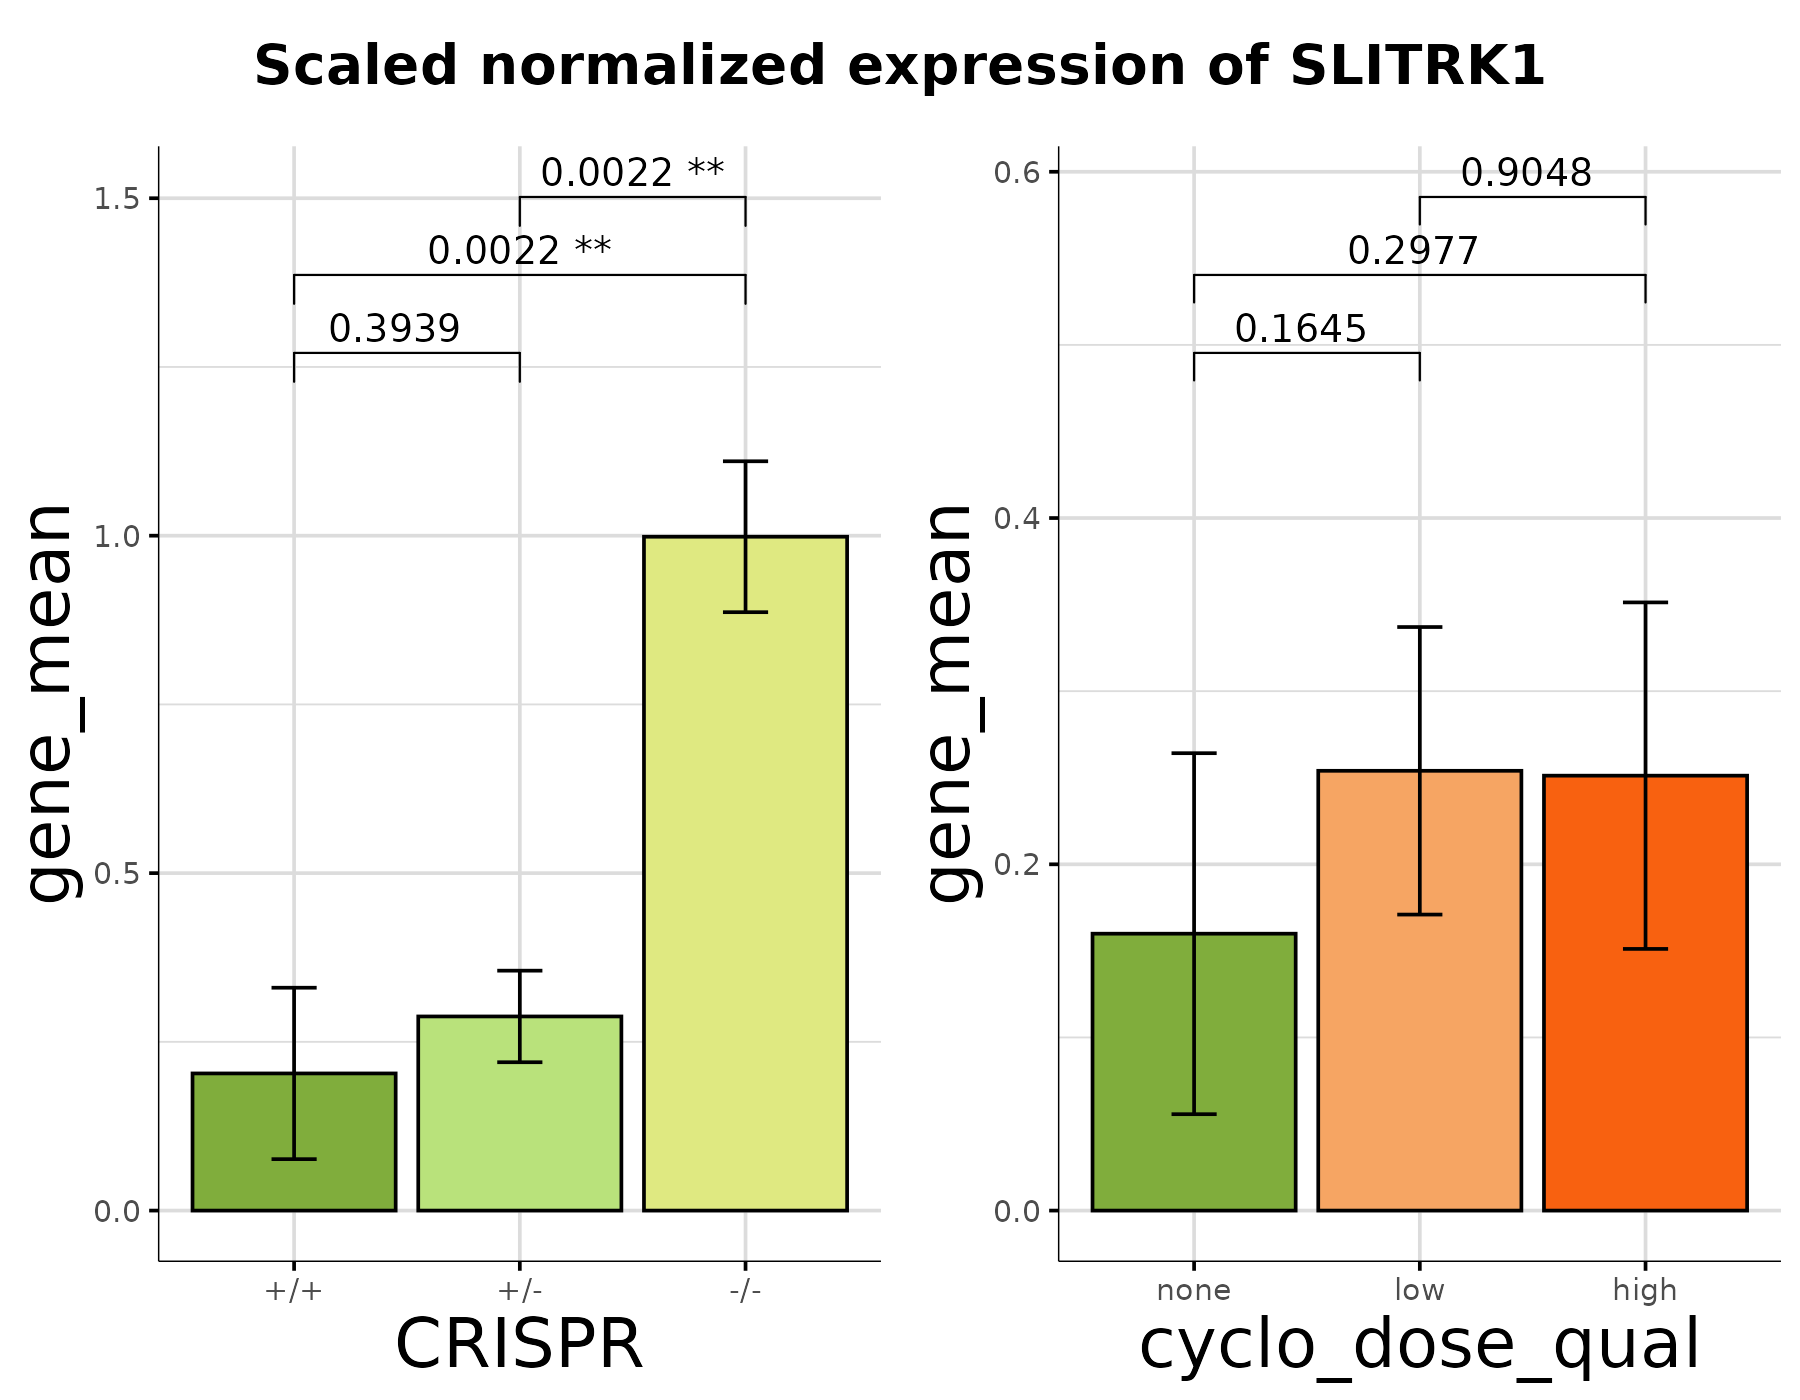 Scaled normalized expression of SLITRK1
gene_mean
1.5
1.0
0.5
0.0
0.0022 **
0.0022 **
0.3939
+/+ +/- -/-
CRISPR
gene_mean
0.6
0.4
0.2
0.0
0.9048
0.2977
0.1645
none low high
cyclo_dose_qual